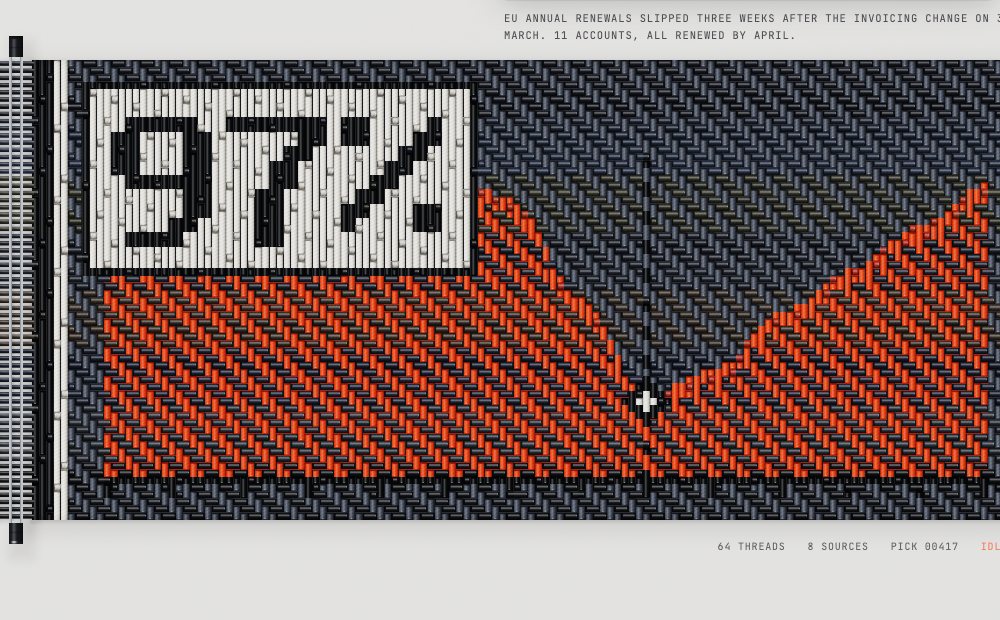 EU ANNUAL RENEWALS SLIPPED THREE WEEKS AFTER THE INVOICING CHANGE ON
MARCH. 11 ACCOUNTS, ALL RENEWED BY APRIL.
97%
64 THREADS 8 SOURCES PICK 00417